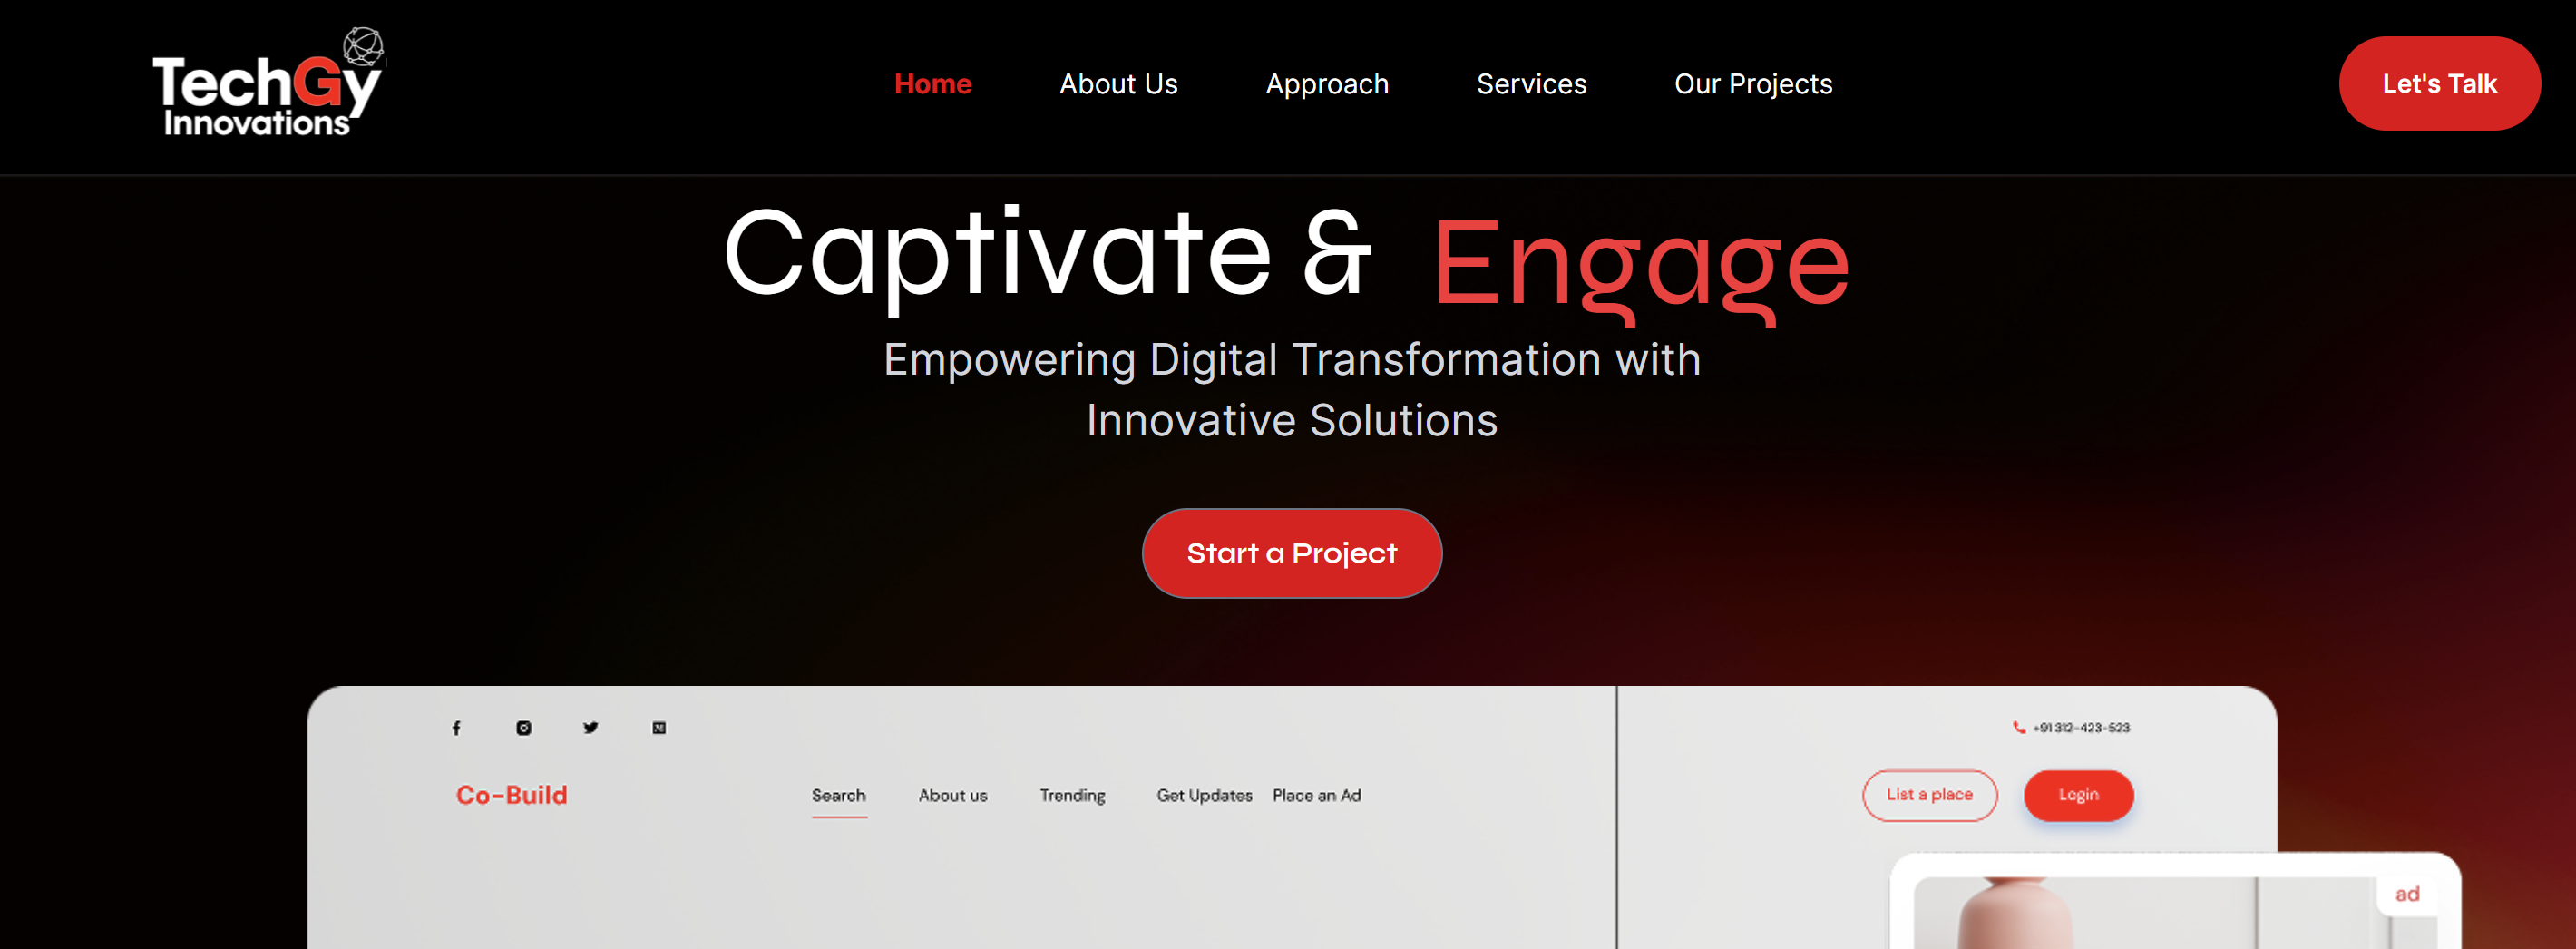 TechGy
Innovations
Home About Us Approach Services Our Projects
Let's Talk
Captivate & Engage
Empowering Digital Transformation with
Innovative Solutions
Start a Project
+91 312-423-523
Co-Build
Search About us Trending Get Updates Place an Ad
List a place Login
ad